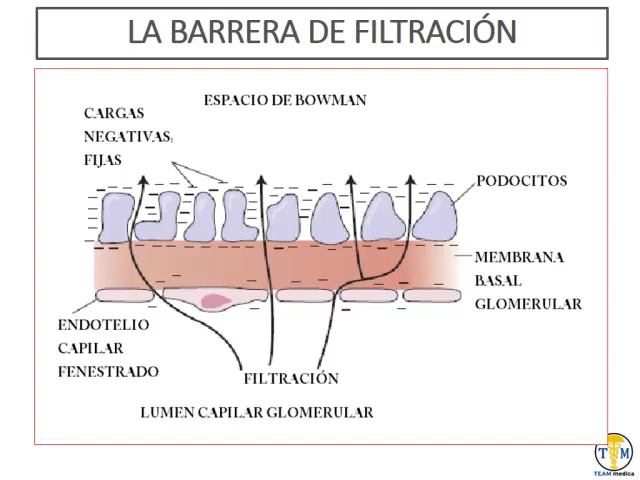 LA BARRERA DE FILTRACIÓN
ESPACIO DE BOWMAN
CARGAS
NEGATIVAS,
FIJAS
PODOCITOS
MEMBRANA
BASAL
GLOMERULAR
ENDOTELIO
CAPILAR
FENESTRADO
FILTRACIÓN
LUMEN CAPILAR GLOMERULAR
T M
TEAM medica